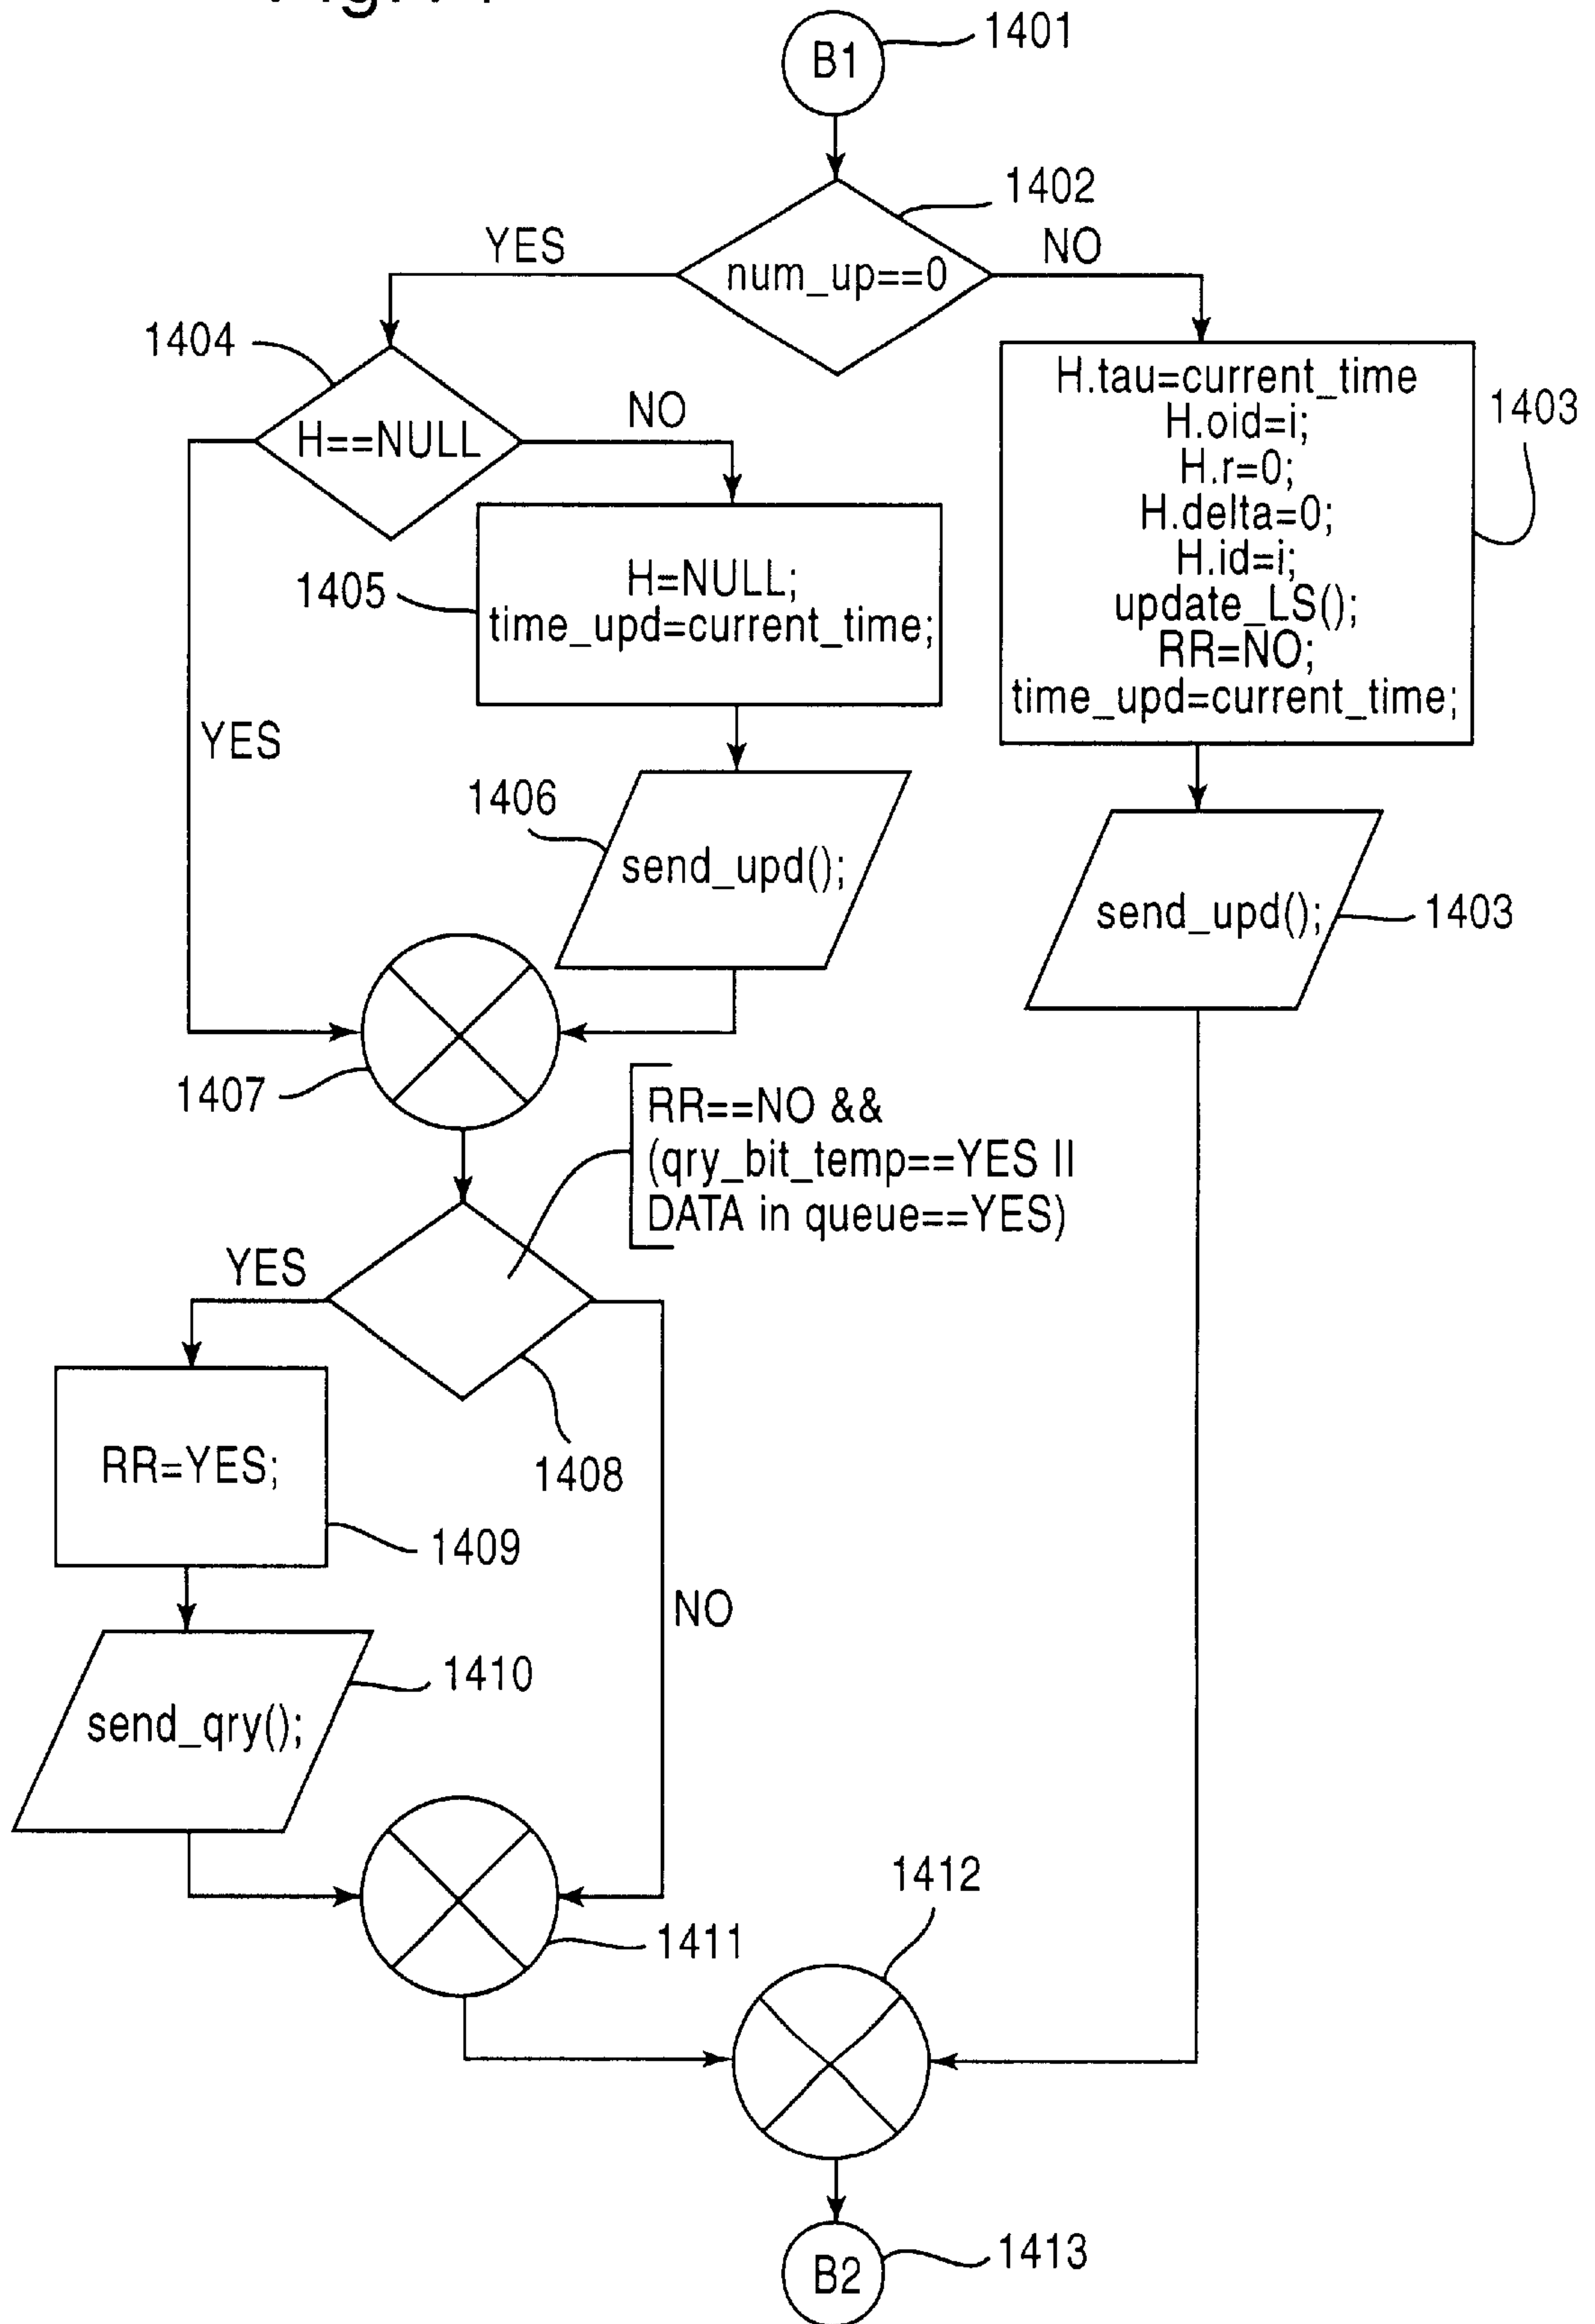 B1
1401
1402
YES
num_up==0
NO
1404
H==NULL
NO
H.tau=current_time
H.oid=i;
H.r=0;
H.delta=0;
H.id=i;
update_LS();
RR=NO;
time_upd=current_time;
1403
1405
H=NULL;
time_upd=current_time;
YES
1406
send_upd();
send_upd();
1403
1407
RR==NO &&
(qry_bit_temp==YES II
DATA in queue==YES)
YES
1408
RR=YES;
1409
NO
1410
send_qry();
1411
1412
B2
1413